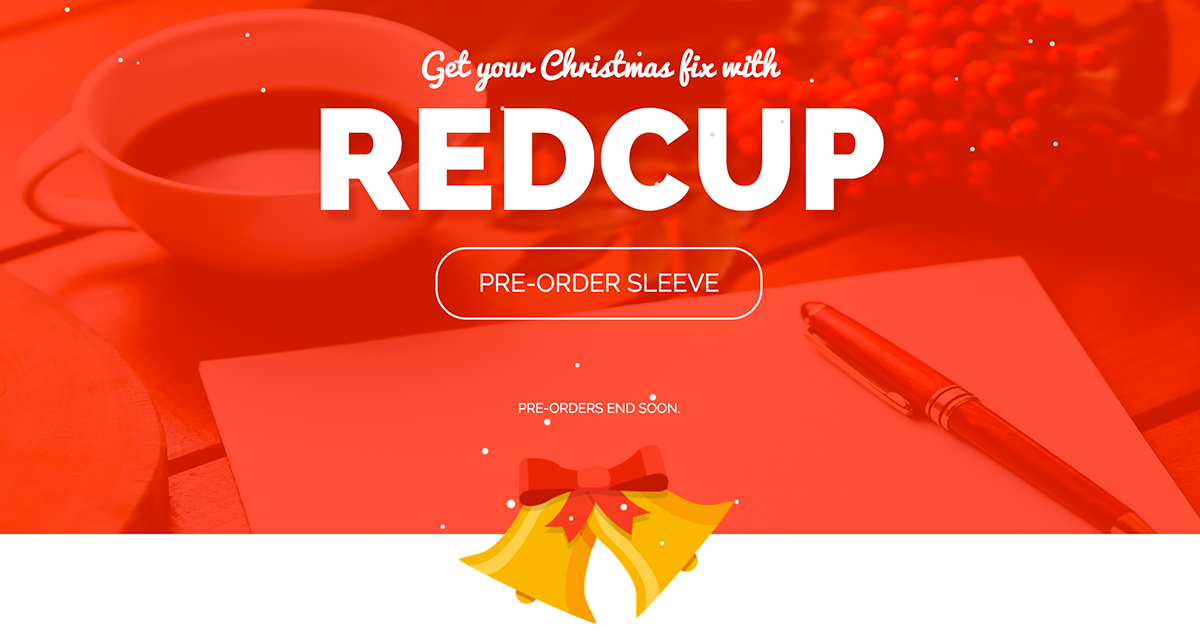 Get your Christmas fix with
REDCUP
PRE-ORDER SLEEVE
PRE-ORDERS END SOON.